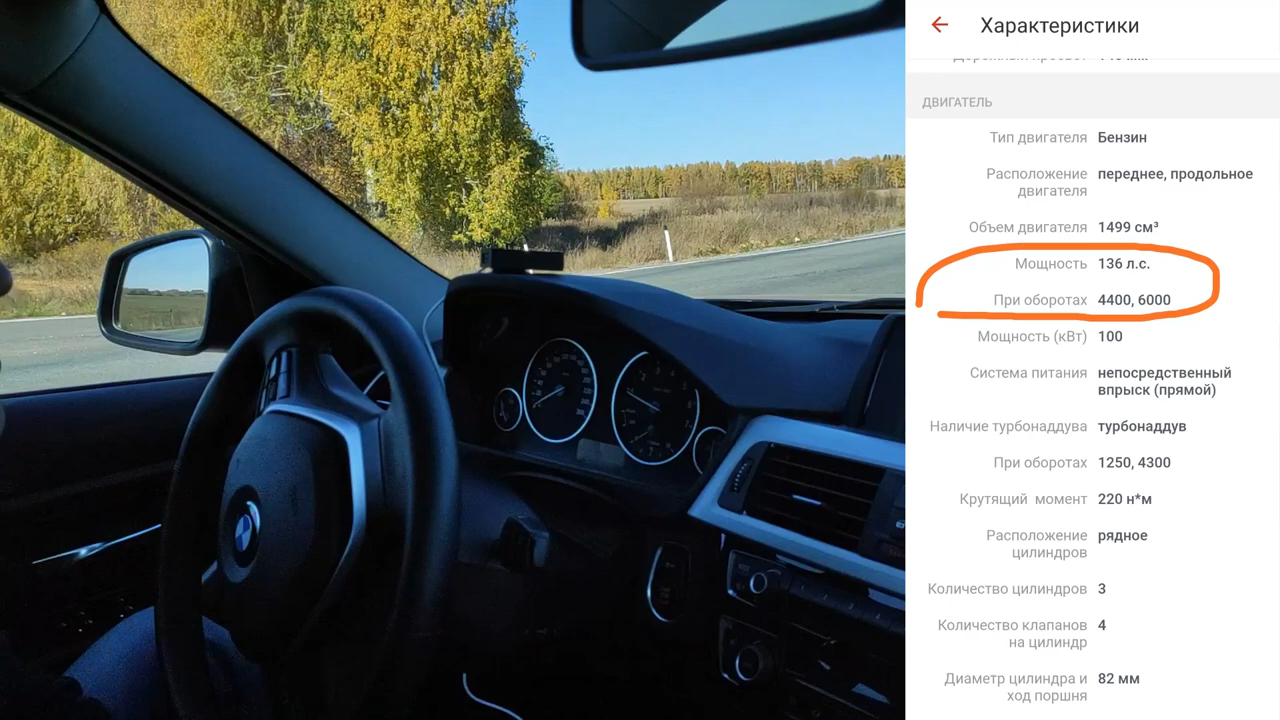 Характеристики
ДВИГАТЕЛЬ
Тип двигателя Бензин
Расположение двигателя переднее, продольное
Объем двигателя 1499 см³
Мощность 136 л.с.
При оборотах 4400, 6000
Мощность (кВт) 100
Система питания непосредственный впрыск (прямой)
Наличие турбонаддува турбонаддув
При оборотах 1250, 4300
Крутящий момент 220 н*м
Расположение цилиндров рядное
Количество цилиндров 3
Количество клапанов на цилиндр 4
Диаметр цилиндра и ход поршня 82 мм